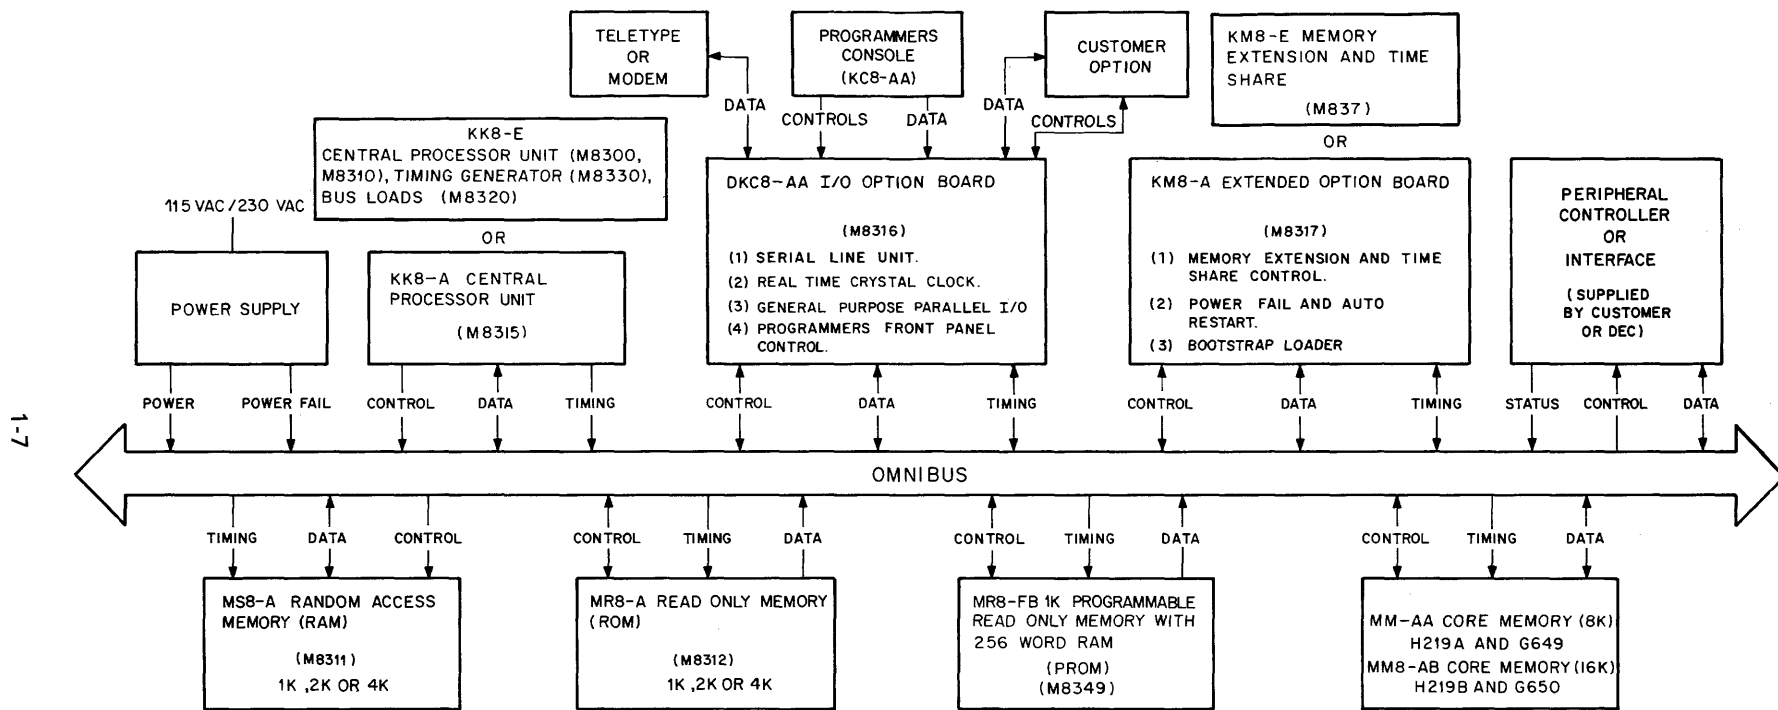 TELETYPE
OR
MODEM
PROGRAMMERS
CONSOLE
(KC8-AA)
CUSTOMER
OPTION
KM8-E MEMORY
EXTENSION AND TIME
SHARE
(M837)
DATA
CONTROLS
DATA
DATA
CONTROLS
KK8-E
CENTRAL PROCESSOR UNIT (M8300,
M8310), TIMING GENERATOR (M8330),
BUS LOADS (M8320)
OR
OR
115 VAC/230 VAC
POWER SUPPLY
KK8-A CENTRAL
PROCESSOR UNIT
(M8315)
DKC8-AA I/O OPTION BOARD
(M8316)
(1) SERIAL LINE UNIT.
(2) REAL TIME CRYSTAL CLOCK.
(3) GENERAL PURPOSE PARALLEL I/O
(4) PROGRAMMERS FRONT PANEL
CONTROL.
KM8-A EXTENDED OPTION BOARD
(M8317)
(1) MEMORY EXTENSION AND TIME
SHARE CONTROL.
(2) POWER FAIL AND AUTO
RESTART.
(3) BOOTSTRAP LOADER
PERIPHERAL
CONTROLLER
OR
INTERFACE
(SUPPLIED
BY CUSTOMER
OR DEC)
POWER
POWER FAIL
CONTROL
DATA
TIMING
CONTROL
DATA
TIMING
CONTROL
DATA
TIMING
STATUS
CONTROL
DATA
1-7
OMNIBUS
TIMING
DATA
CONTROL
CONTROL
TIMING
DATA
CONTROL
TIMING
DATA
CONTROL
TIMING
DATA
MS8-A RANDOM ACCESS
MEMORY (RAM)
(M8311)
1K ,2K OR 4K
MR8-A READ ONLY MEMORY
(ROM)
(M8312)
1K ,2K OR 4K
MR8-FB 1K PROGRAMMABLE
READ ONLY MEMORY WITH
256 WORD RAM
(PROM)
(M8349)
MM-AA CORE MEMORY (8K)
H219A AND G649
MM8-AB CORE MEMORY (16K)
H219B AND G650